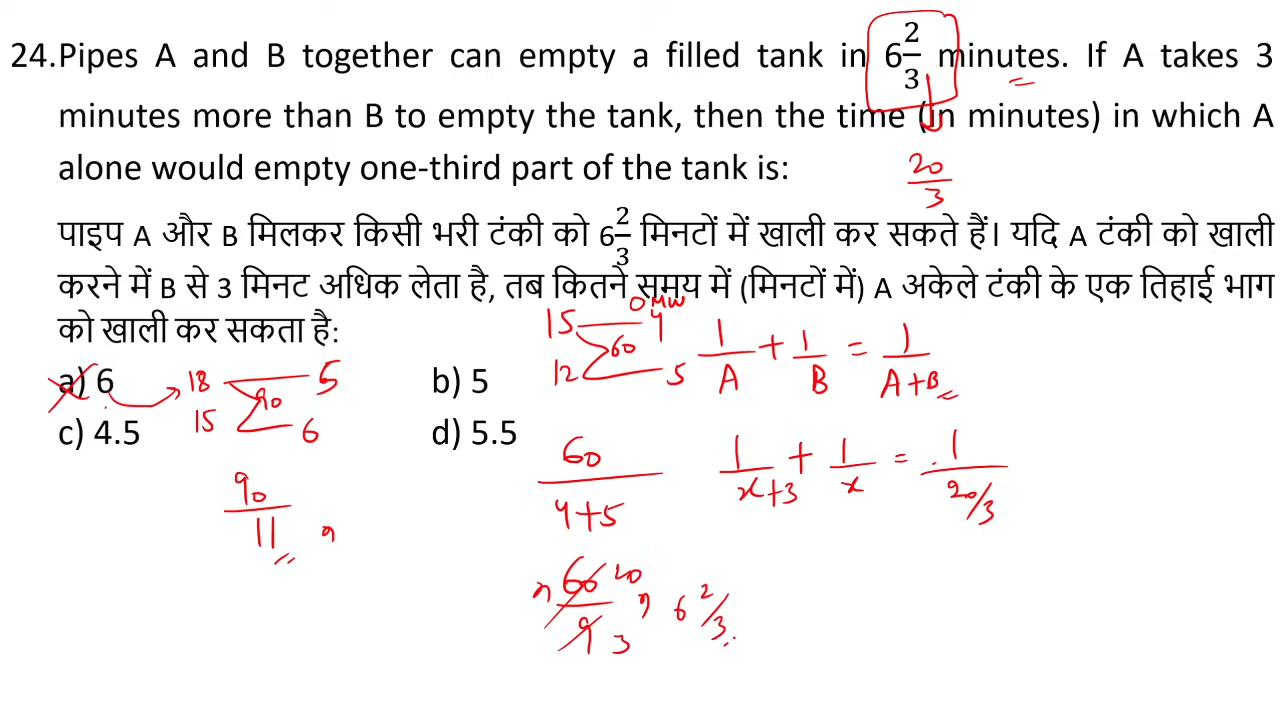 24.Pipes A and B together can empty a filled tank in 6 2/3 minutes. If A takes 3
minutes more than B to empty the tank, then the time (in minutes) in which A
alone would empty one-third part of the tank is:
20/3
पाइप A और B मिलकर किसी भरी टंकी को 6 2/3 मिनटों में खाली कर सकते हैं। यदि A टंकी को खाली
करने में B से 3 मिनट अधिक लेता है, तब कितने समय में (मिनटों में) A अकेले टंकी के एक तिहाई भाग
को खाली कर सकता है:
15 60 4
12 5
1/A + 1/B = 1/A+B
a) 6
18 90 5
15 6
b) 5
c) 4.5
d) 5.5
90/11
60/4+5
1/x+3 + 1/x = 1/20/3
60/9 20/3 6 2/3